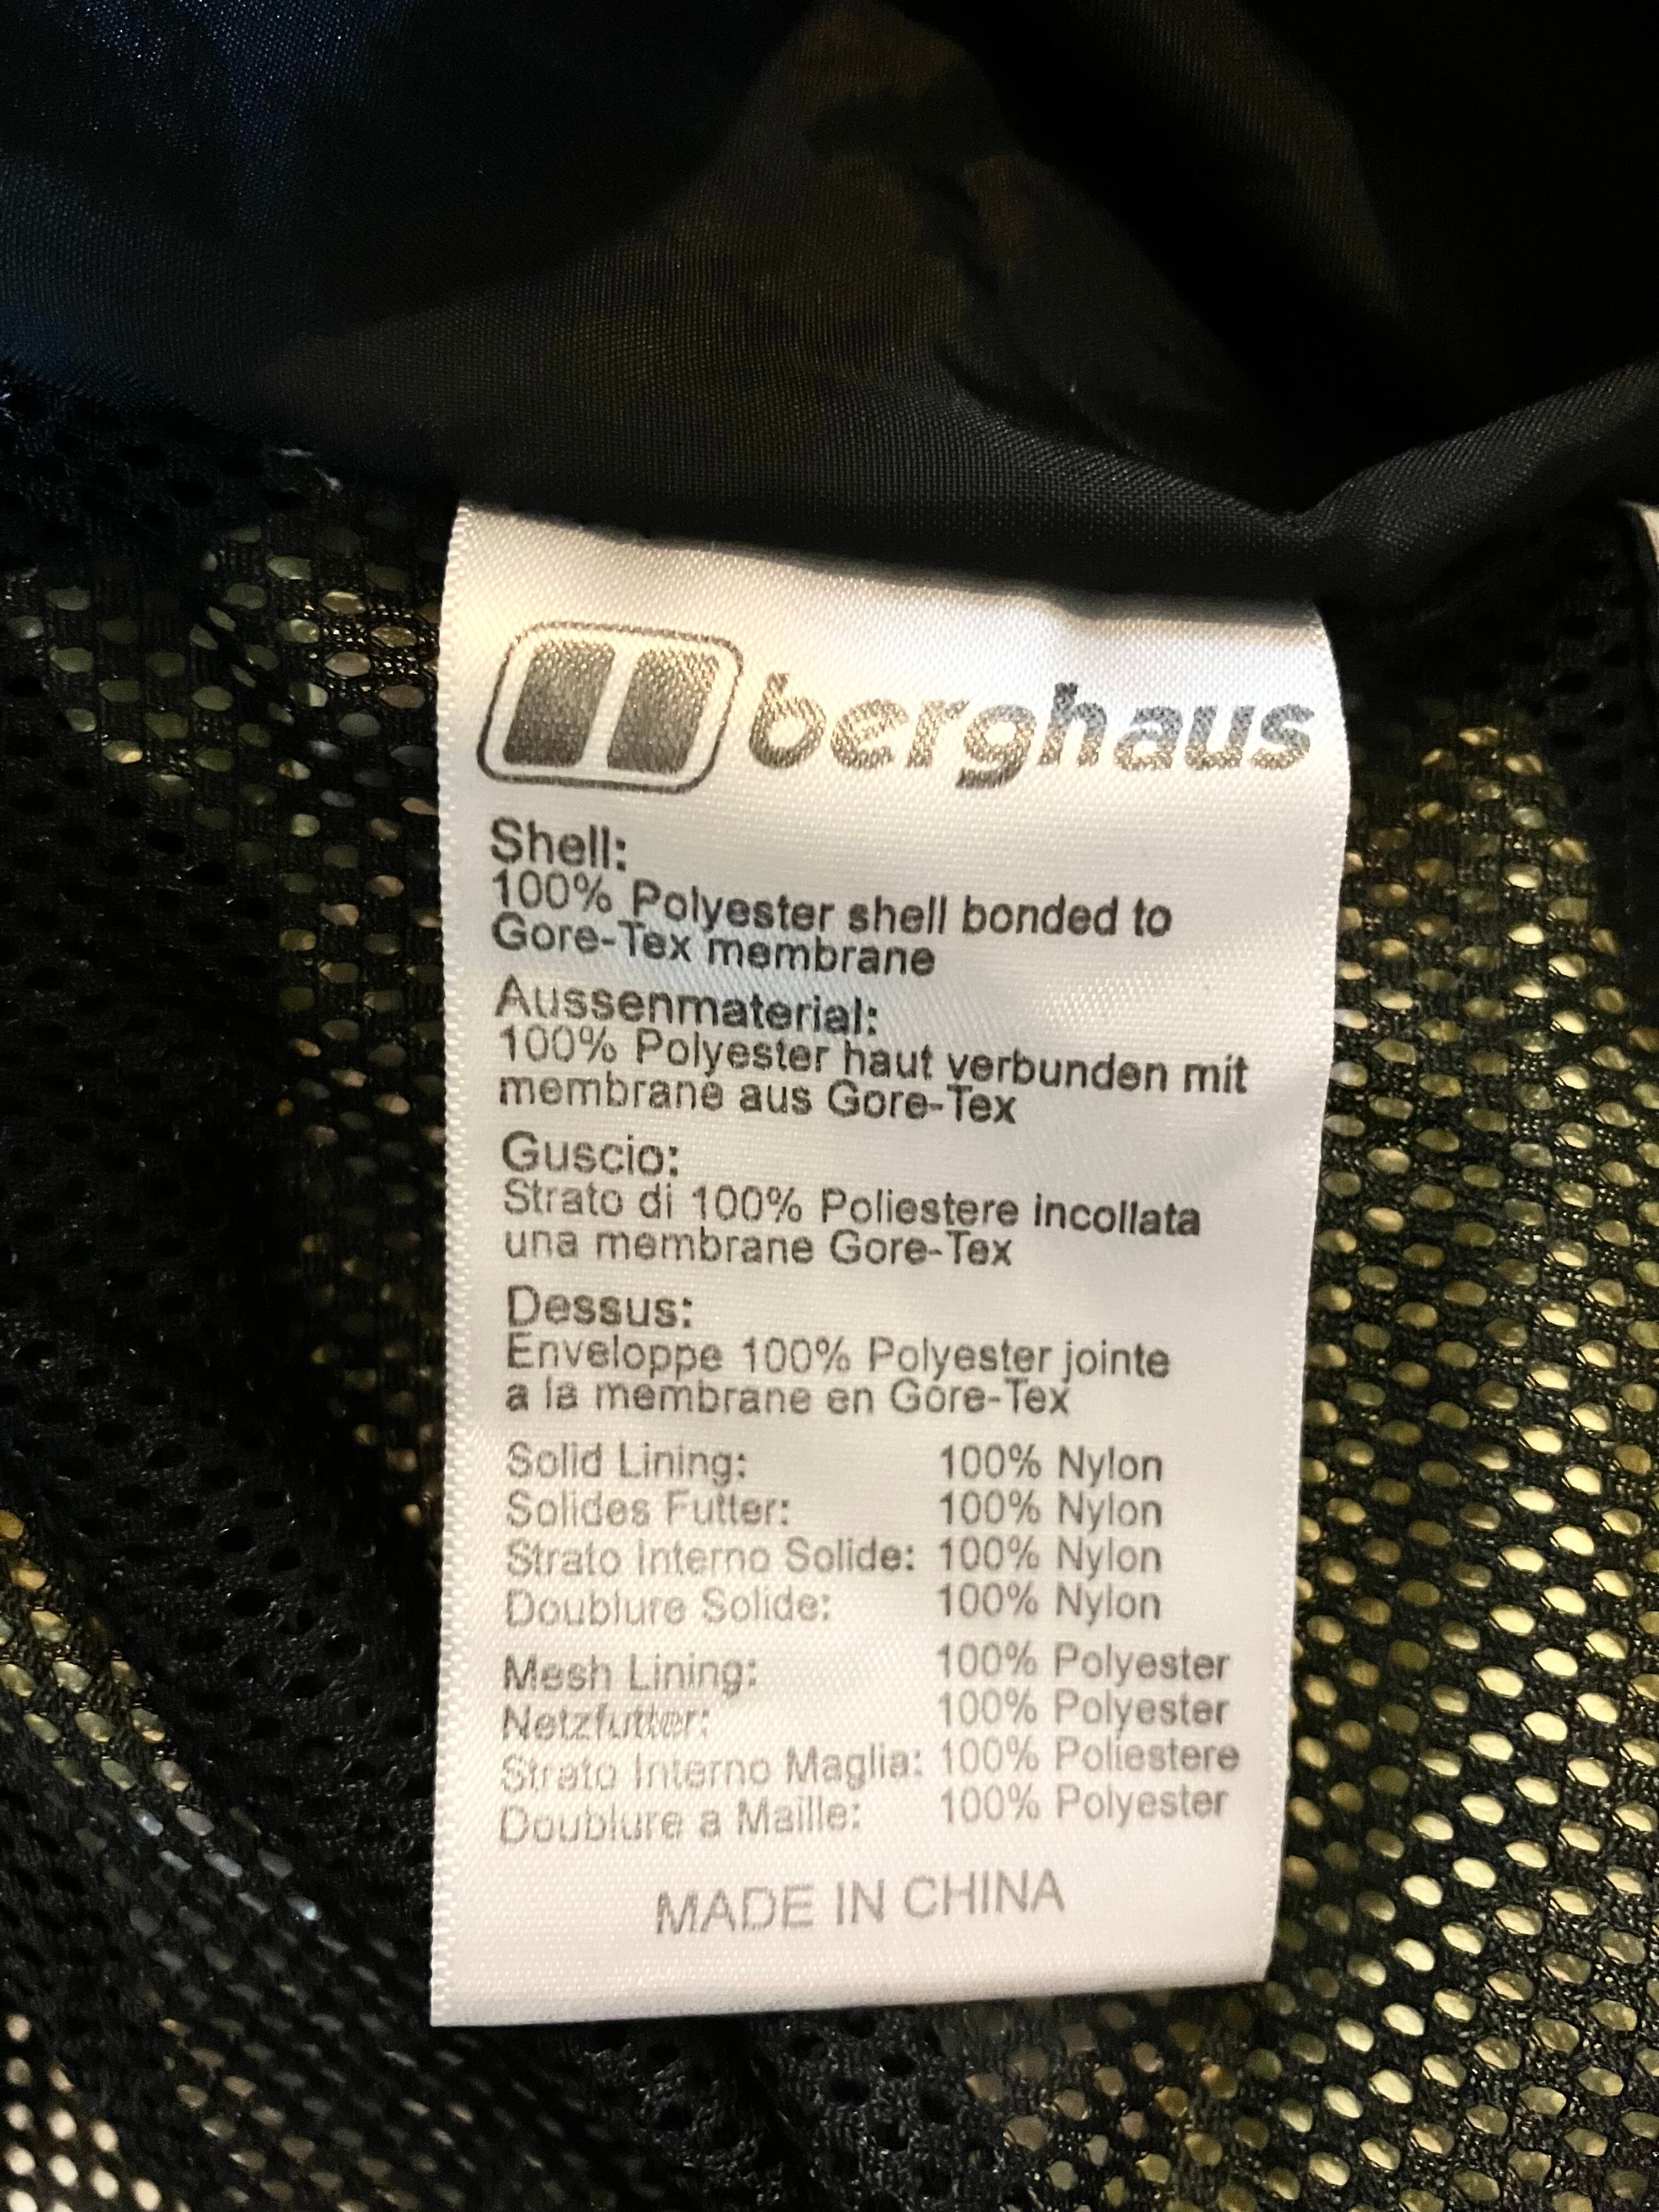 berghaus
Shell:
100% Polyester shell bonded to
Gore-Tex membrane
Aussenmaterial:
100% Polyester haut verbunden mit
membrane aus Gore-Tex
Guscio:
Strato di 100% Poliestere incollata
una membrane Gore-Tex
Dessus:
Enveloppe 100% Polyester jointe
a la membrane en Gore-Tex
Solid Lining: 100% Nylon
Solides Futter: 100% Nylon
Strato Interno Solide: 100% Nylon
Doublure Solide: 100% Nylon
Mesh Lining: 100% Polyester
Netzfutter: 100% Polyester
Strato Interno Maglia: 100% Poliestere
Doublure a Maille: 100% Polyester
MADE IN CHINA